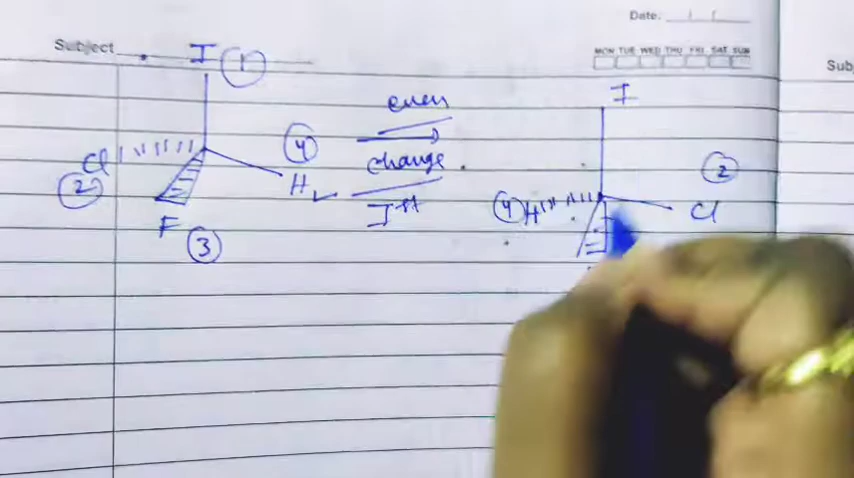 Date:
Subject
MON TUE WED THU FRI SAT SUN
Sub
I 1
even
I
Cl
4
change
2
2
H
Ist
4 H
Cl
F 3